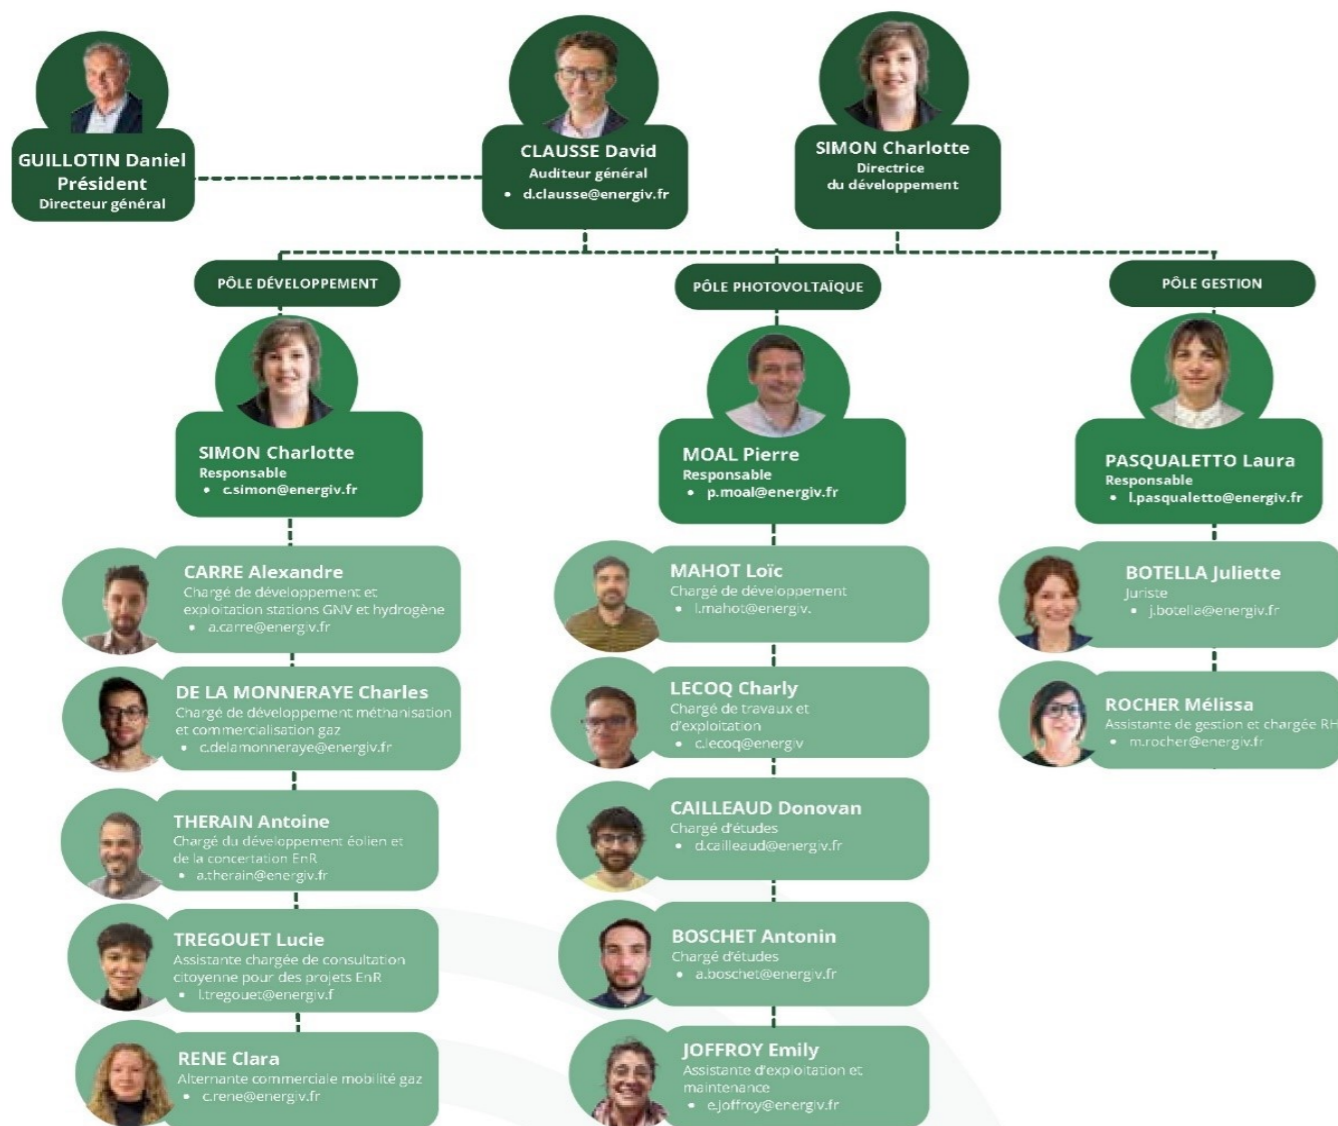 GUILLOTIN Daniel
Président
Directeur général
CLAUSSE David
Auditeur général
• d.clausse@energiv.fr
SIMON Charlotte
Directrice
du développement
PÔLE DÉVELOPPEMENT
PÔLE PHOTOVOLTAÏQUE
PÔLE GESTION
SIMON Charlotte
Responsable
• c.simon@energiv.fr
MOAL Pierre
Responsable
• p.moal@energiv.fr
PASQUALETTO Laura
Responsable
• l.pasqualetto@energiv.fr
CARRE Alexandre
Chargé de développement et
exploitation stations GNV et hydrogène
• a.carre@energiv.fr
DE LA MONNERAYE Charles
Chargé de développement méthanisation
et commercialisation gaz
• c.delamonneraye@energiv.fr
THERAIN Antoine
Chargé du développement éolien et
de la concertation EnR
• a.therain@energiv.fr
TREGOUET Lucie
Assistante chargée de consultation
citoyenne pour des projets EnR
• l.tregouet@energiv.f
RENE Clara
Alternante commerciale mobilité gaz
• c.rene@energiv.fr
MAHOT Loïc
Chargé de développement
• l.mahot@energiv.
LECOQ Charly
Chargé de travaux et
d'exploitation
• c.lecoq@energiv
CAILLEAUD Donovan
Chargé d'études
• d.cailleaud@energiv.fr
BOSCHET Antonin
Chargé d'études
• a.boschet@energiv.fr
JOFFROY Emily
Assistante d'exploitation et
maintenance
• e.joffroy@energiv.fr
BOTELLA Juliette
Juriste
• j.botella@energiv.fr
ROCHER Mélissa
Assistante de gestion et chargée RH
• m.rocher@energiv.fr